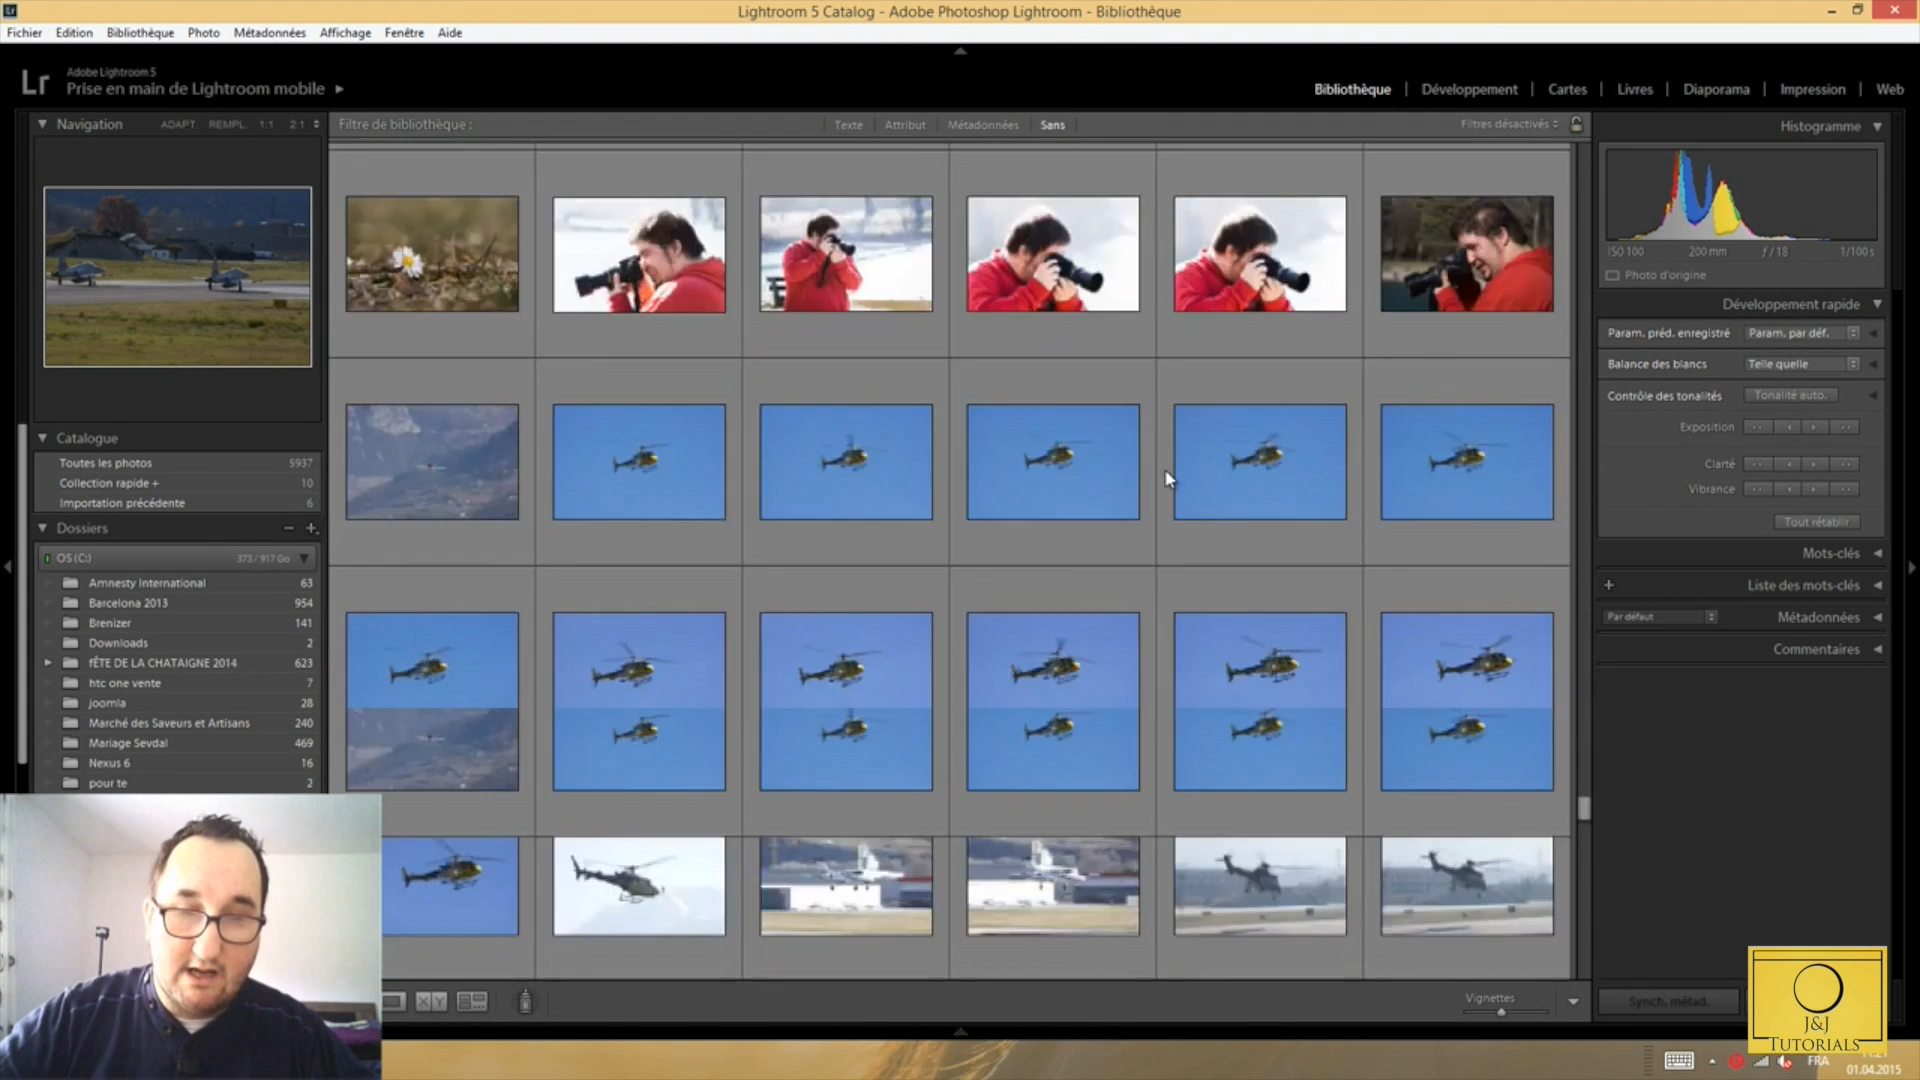 Lightroom 5 Catalog - Adobe Photoshop Lightroom - Bibliothèque
Fichier Edition Bibliothèque Photo Métadonnées Affichage Fenêtre Aide
Lr
Adobe Lightroom 5
Prise en main de Lightroom mobile
Bibliothèque | Développement | Cartes | Livres | Diaporama | Impression | Web
Navigation ADAPT. REMPL. 1:1 2:1
Filtre de bibliothèque : Texte Attribut Métadonnées Sans Filtres désactivés
Histogramme
ISO 100 200 mm ƒ / 18 1/100 s
Photo d'origine
Développement rapide
Param. préd. enregistré Param. par déf.
Balance des blancs Telle quelle
Contrôle des tonalités Tonalité auto.
Exposition
Clarté
Vibrance
Tout rétablir
Mots-clés
Liste des mots-clés
Par défaut Métadonnées
Commentaires
Catalogue
Toutes les photos 5937
Collection rapide + 10
Importation précédente 6
Dossiers
OS (C:) 373 / 917 Go
Amnesty International 63
Barcelona 2013 954
Brenizer 141
Downloads 2
fÊTE DE LA CHATAIGNE 2014 623
htc one vente 7
joomla 28
Marché des Saveurs et Artisans 240
Mariage Sevdal 469
Nexus 6 16
pour te 2
X Y
Vignettes
Synch. métad.
J&J
TUTORIALS
FRA
01.04.2015